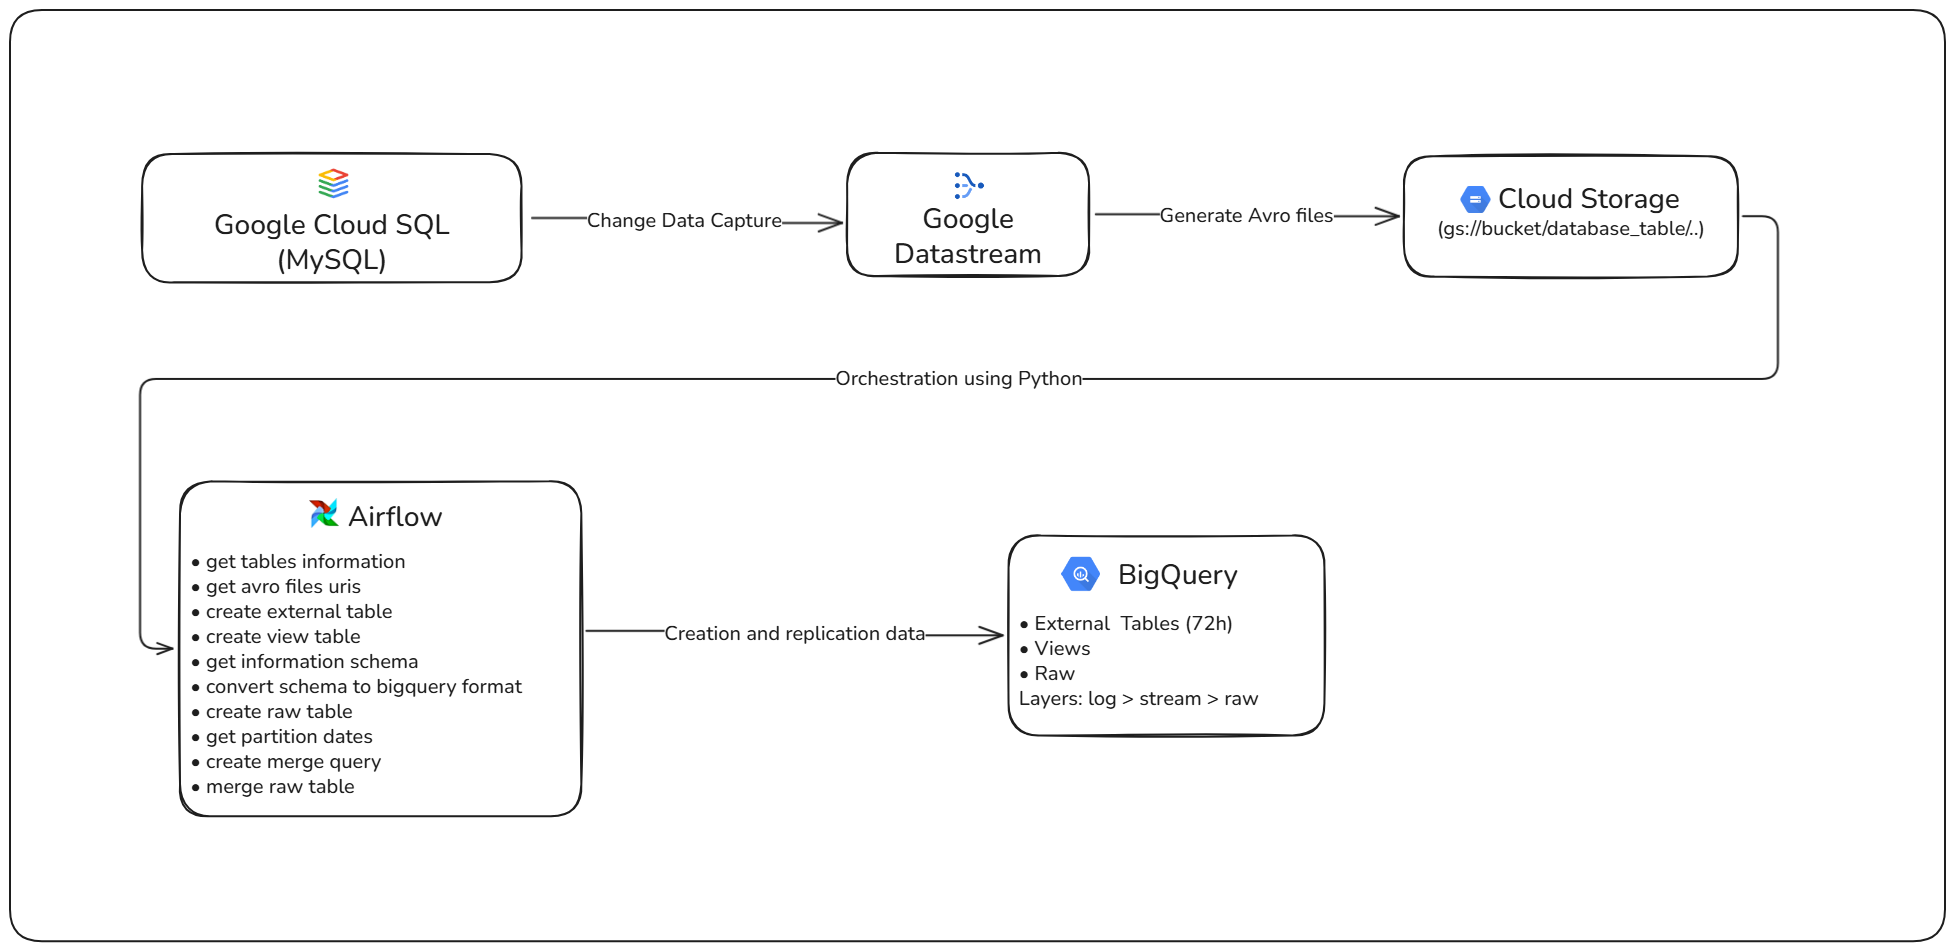 Google Cloud SQL
(MySQL)
Change Data Capture
Google
Datastream
Generate Avro files
Cloud Storage
(gs://bucket/database_table/..)
Orchestration using Python
Airflow
• get tables information
• get avro files uris
• create external table
• create view table
• get information schema
• convert schema to bigquery format
• create raw table
• get partition dates
• create merge query
• merge raw table
Creation and replication data
BigQuery
• External  Tables (72h)
• Views
• Raw
Layers: log > stream > raw